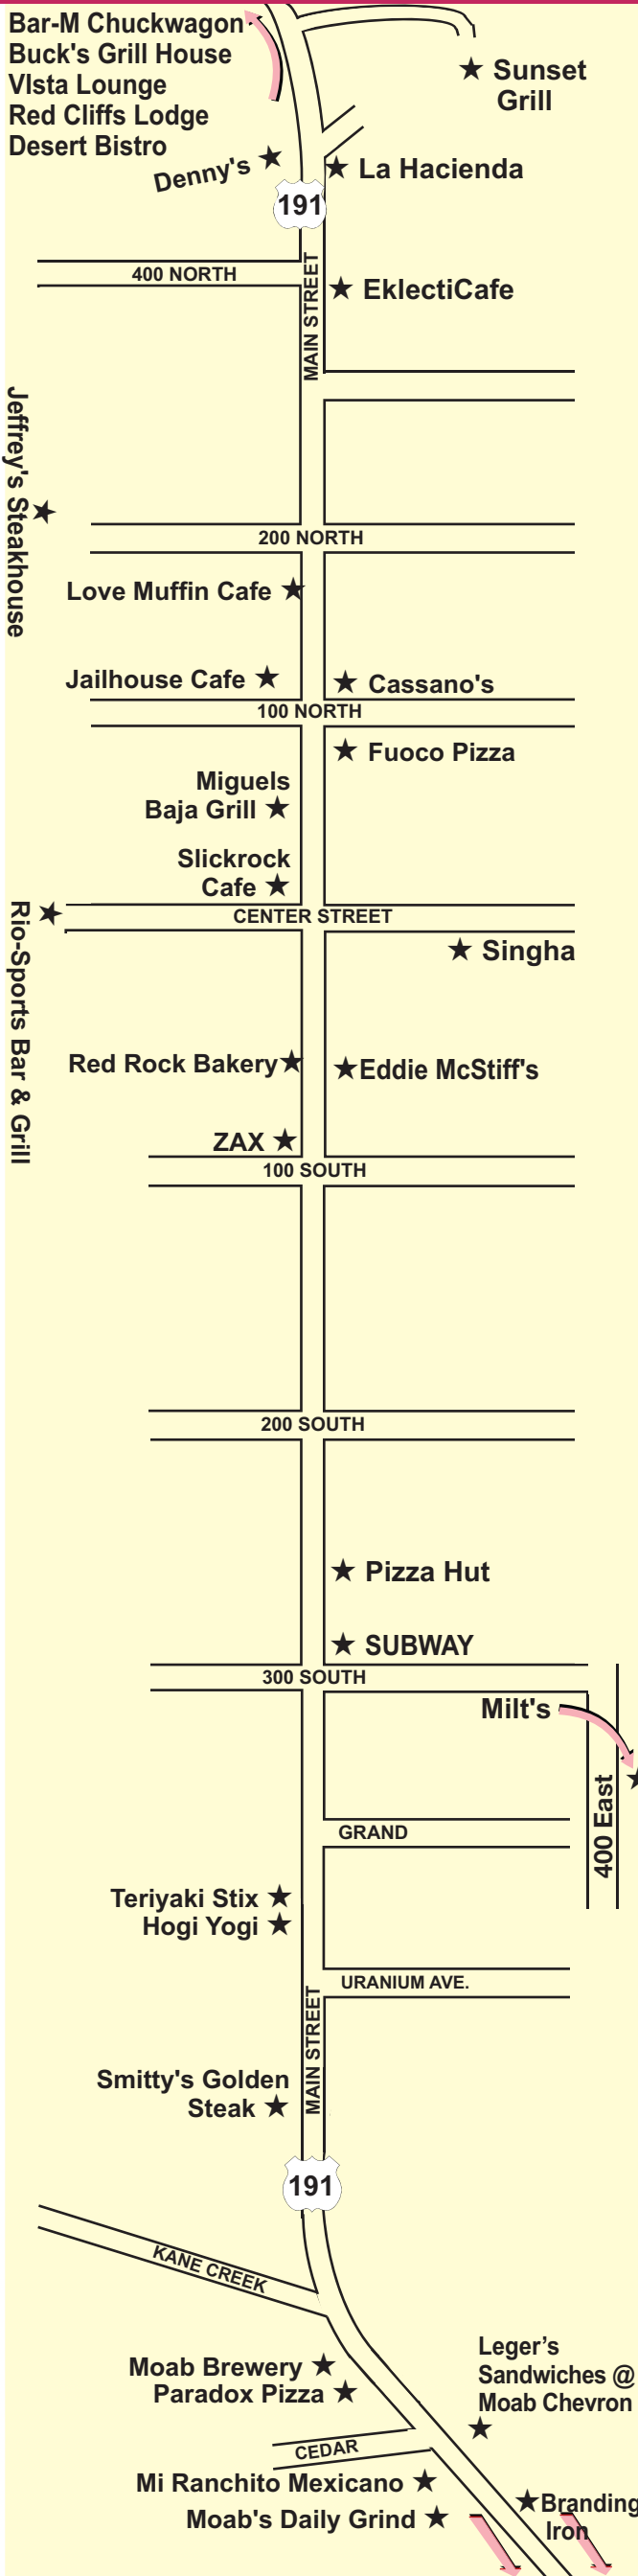 Bar-M Chuckwagon
Buck's Grill House
VIsta Lounge
Red Cliffs Lodge
Desert Bistro
Sunset
Grill
Denny's
La Hacienda
191
400 NORTH
MAIN STREET
EklectiCafe
Jeffrey's Steakhouse
200 NORTH
Love Muffin Cafe
Jailhouse Cafe
Cassano's
100 NORTH
Fuoco Pizza
Miguels
Baja Grill
Slickrock
Cafe
CENTER STREET
Rio-Sports Bar & Grill
Singha
Red Rock Bakery
Eddie McStiff's
ZAX
100 SOUTH
200 SOUTH
Pizza Hut
SUBWAY
300 SOUTH
Milt's
400 East
GRAND
Teriyaki Stix
Hogi Yogi
URANIUM AVE.
MAIN STREET
Smitty's Golden
Steak
191
KANE CREEK
Leger’s
Sandwiches @
Moab Chevron
Moab Brewery
Paradox Pizza
CEDAR
Mi Ranchito Mexicano
Moab's Daily Grind
Branding
Iron